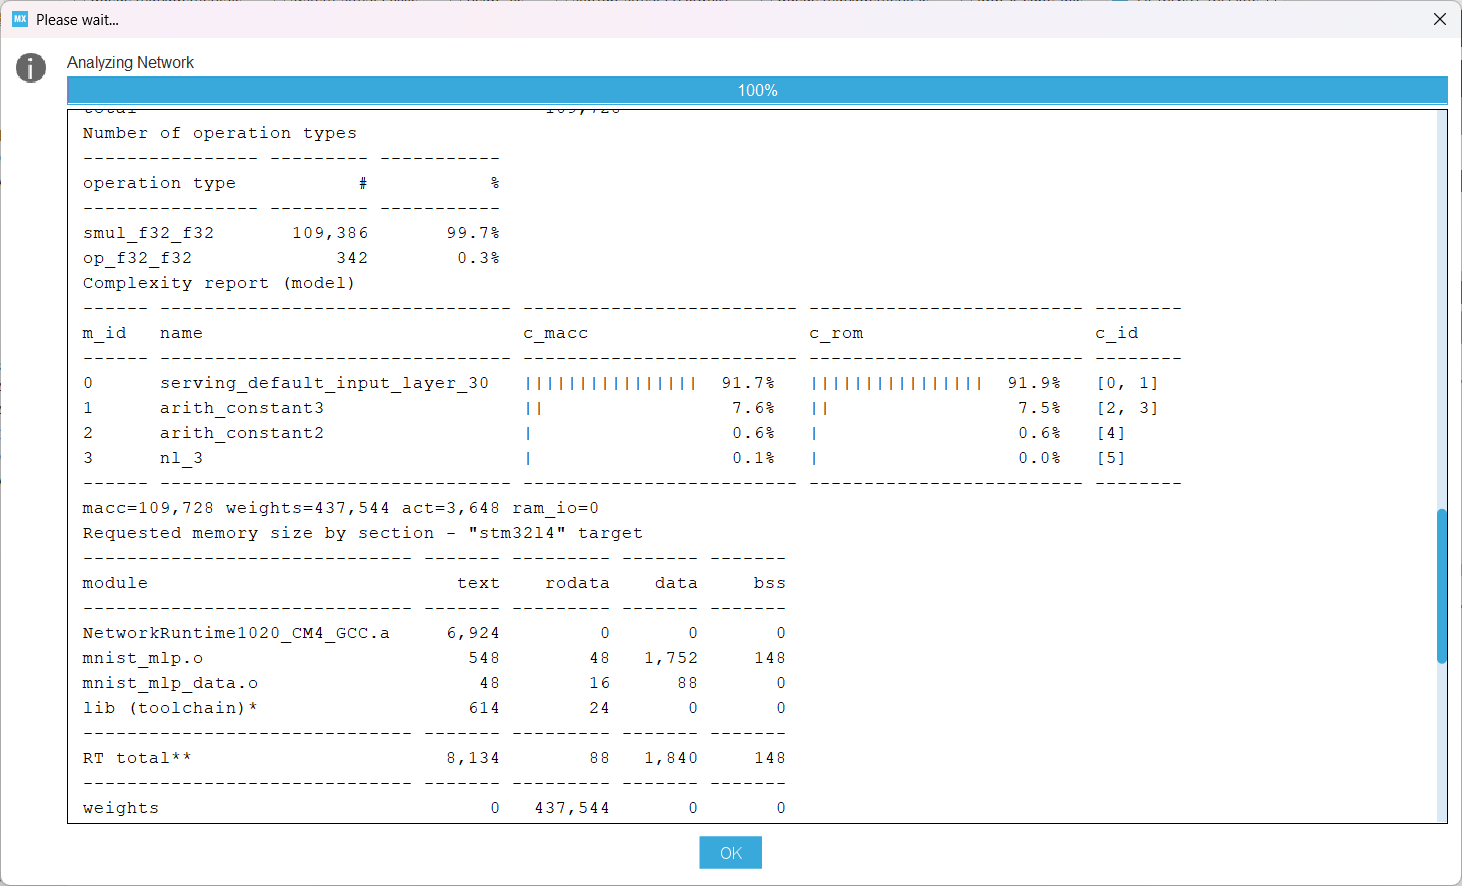 MX Please wait...
Analyzing Network
100%
Number of operation types
---------------- --------- -----------
operation type # %
---------------- --------- -----------
smul_f32_f32 109,386 99.7%
op_f32_f32 342 0.3%
Complexity report (model)
------ -------------------------------- ------------------------- ------------------------- --------
m_id name c_macc c_rom c_id
------ -------------------------------- ------------------------- ------------------------- --------
0 serving_default_input_layer_30 |||||||||||||||| 91.7% |||||||||||||||| 91.9% [0, 1]
1 arith_constant3 || 7.6% || 7.5% [2, 3]
2 arith_constant2 | 0.6% | 0.6% [4]
3 nl_3 | 0.1% | 0.0% [5]
------ -------------------------------- ------------------------- ------------------------- --------
macc=109,728 weights=437,544 act=3,648 ram_io=0
Requested memory size by section - "stm32l4" target
------------------------------ ------- --------- ------- -------
module text rodata data bss
------------------------------ ------- --------- ------- -------
NetworkRuntime1020_CM4_GCC.a 6,924 0 0 0
mnist_mlp.o 548 48 1,752 148
mnist_mlp_data.o 48 16 88 0
lib (toolchain)* 614 24 0 0
------------------------------ ------- --------- ------- -------
RT total** 8,134 88 1,840 148
------------------------------ ------- --------- ------- -------
weights 0 437,544 0 0
OK